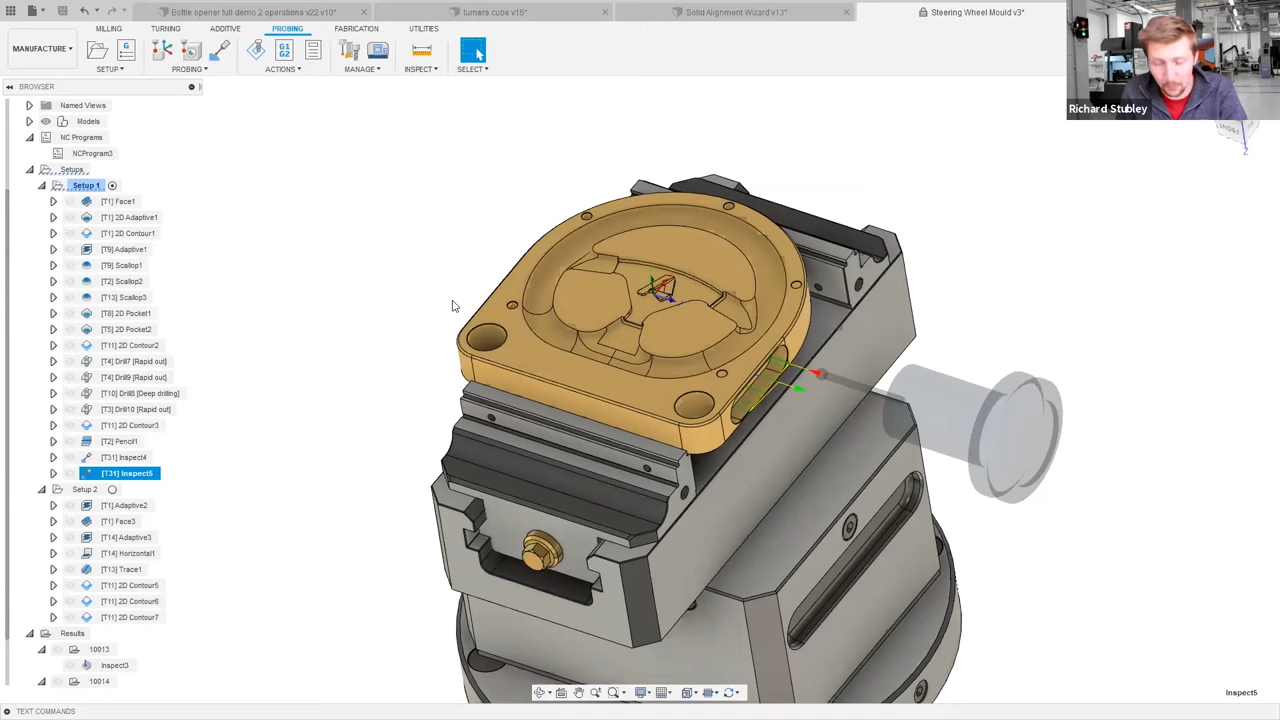 Bottle opener full demo 2 operations v22 v10*
turners cube v15*
Solid Alignment Wizard v13*
Steering Wheel Mould v3*
MILLING TURNING ADDITIVE PROBING FABRICATION UTILITIES
MANUFACTURE
G
G1
G2
SETUP PROBING ACTIONS MANAGE INSPECT SELECT
BROWSER
Named Views
Models
NC Programs
NCProgram3
Setups
Setup 1
[T1] Face1
[T1] 2D Adaptive1
[T1] 2D Contour1
[T9] Adaptive1
[T9] Scallop1
[T2] Scallop2
[T13] Scallop3
[T8] 2D Pocket1
[T5] 2D Pocket2
[T11] 2D Contour2
[T4] Drill7 [Rapid out]
[T4] Drill9 [Rapid out]
[T10] Drill8 [Deep drilling]
[T3] Drill10 [Rapid out]
[T11] 2D Contour3
[T2] Pencil1
[T31] Inspect4
[T31] Inspect5
Setup 2
[T1] Adaptive2
[T1] Face3
[T14] Adaptive3
[T14] Horizontal1
[T13] Trace1
[T11] 2D Contour5
[T11] 2D Contour6
[T11] 2D Contour7
Results
10013
Inspect3
10014
TEXT COMMANDS
Richard Stubley
Z
Inspect5